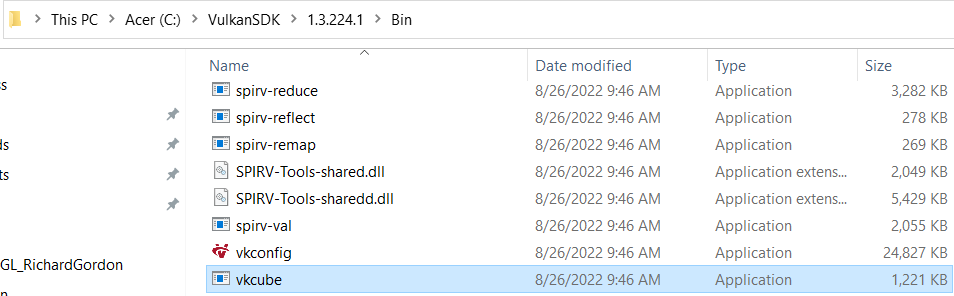 This PC > Acer (C:) > VulkanSDK > 1.3.224.1 > Bin
Name Date modified Type Size
spirv-reduce 8/26/2022 9:46 AM Application 3,282 KB
spirv-reflect 8/26/2022 9:46 AM Application 278 KB
spirv-remap 8/26/2022 9:46 AM Application 269 KB
SPIRV-Tools-shared.dll 8/26/2022 9:46 AM Application extens... 2,049 KB
SPIRV-Tools-sharedd.dll 8/26/2022 9:46 AM Application extens... 5,429 KB
spirv-val 8/26/2022 9:46 AM Application 2,055 KB
vkconfig 8/26/2022 9:46 AM Application 24,827 KB
GL_RichardGordon
vkcube 8/26/2022 9:46 AM Application 1,221 KB